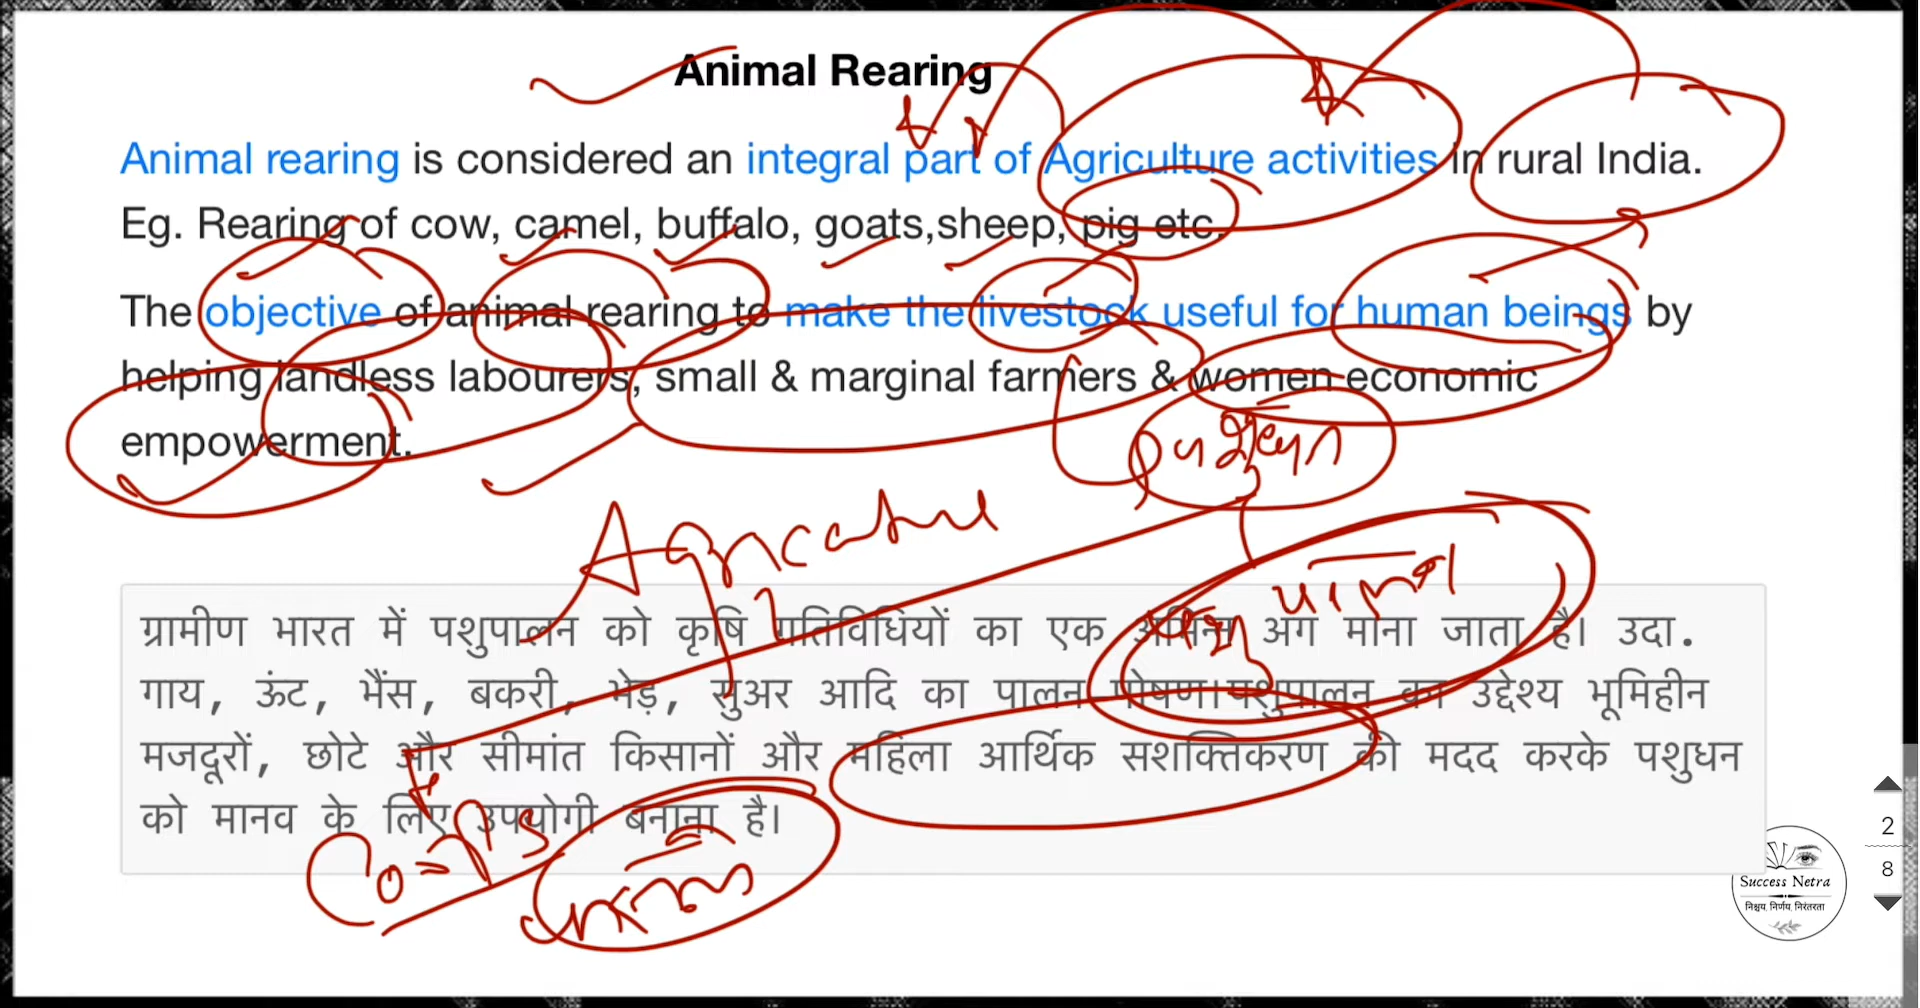 Animal Rearing
Animal rearing is considered an integral part of Agriculture activities in rural India.
Eg. Rearing of cow, camel, buffalo, goats,sheep, pig etc.
The objective of animal rearing to make the livestock useful for human beings by
helping landless labourers, small & marginal farmers & women economic
empowerment.
ग्रामीण भारत में पशुपालन को कृषि गतिविधियों का एक अभिन्न अंग माना जाता है। उदा.
गाय, ऊंट, भैंस, बकरी, भेड़, सुअर आदि का पालन पोषण।पशुपालन का उद्देश्य भूमिहीन
मजदूरों, छोटे और सीमांत किसानों और महिला आर्थिक सशक्तिकरण की मदद करके पशुधन
को मानव के लिए उपयोगी बनाना है।
2
8
Success Netra
निश्चय, निर्णय, निरंतरता